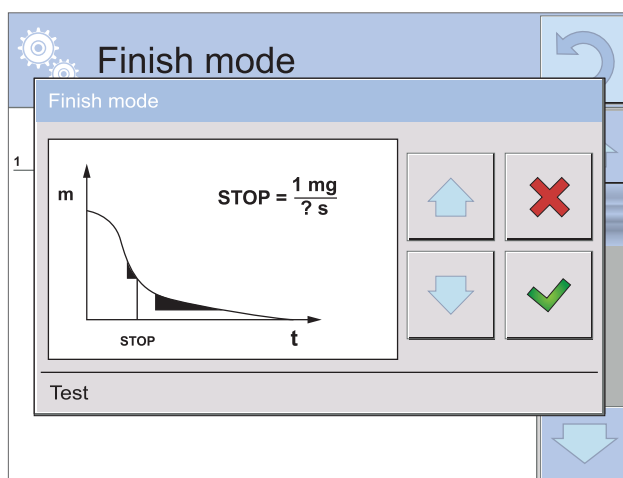 Finish mode
Finish mode
1
m
STOP = 1 mg
? s
STOP
t
Test